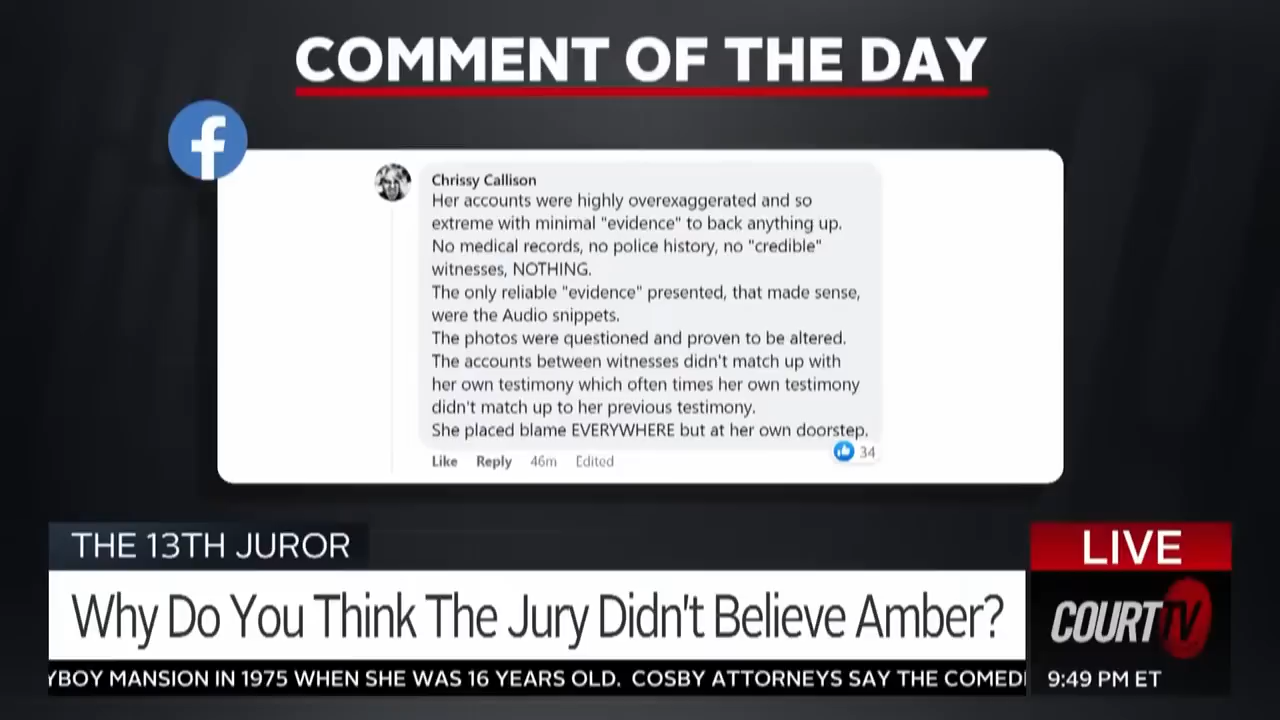 COMMENT OF THE DAY
f
Chrissy Callison
Her accounts were highly overexaggerated and so
extreme with minimal "evidence" to back anything up.
No medical records, no police history, no "credible"
witnesses, NOTHING.
The only reliable "evidence" presented, that made sense,
were the Audio snippets.
The photos were questioned and proven to be altered.
The accounts between witnesses didn't match up with
her own testimony which often times her own testimony
didn't match up to her previous testimony.
She placed blame EVERYWHERE but at her own doorstep.
Like Reply 46m Edited 34
THE 13TH JUROR
LIVE
Why Do You Think The Jury Didn't Believe Amber?
COURT TV
YBOY MANSION IN 1975 WHEN SHE WAS 16 YEARS OLD. COSBY ATTORNEYS SAY THE COMEDI
9:49 PM ET